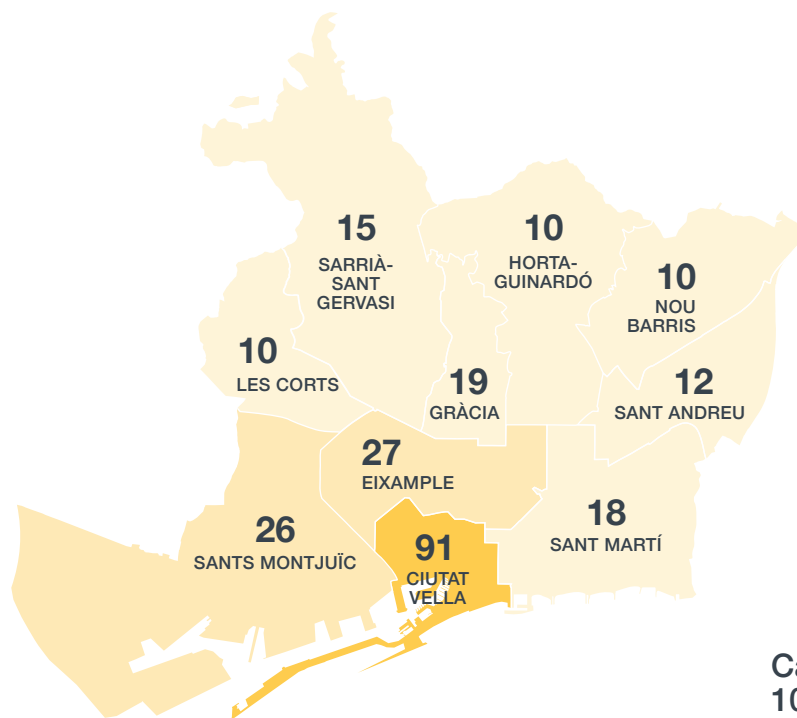 15
SARRIÀ-
SANT
GERVASI
10
HORTA-
GUINARDÓ
10
NOU
BARRIS
10
LES CORTS
19
GRÀCIA
12
SANT ANDREU
27
EIXAMPLE
26
SANTS MONTJUÏC
91
CIUTAT
VELLA
18
SANT MARTÍ